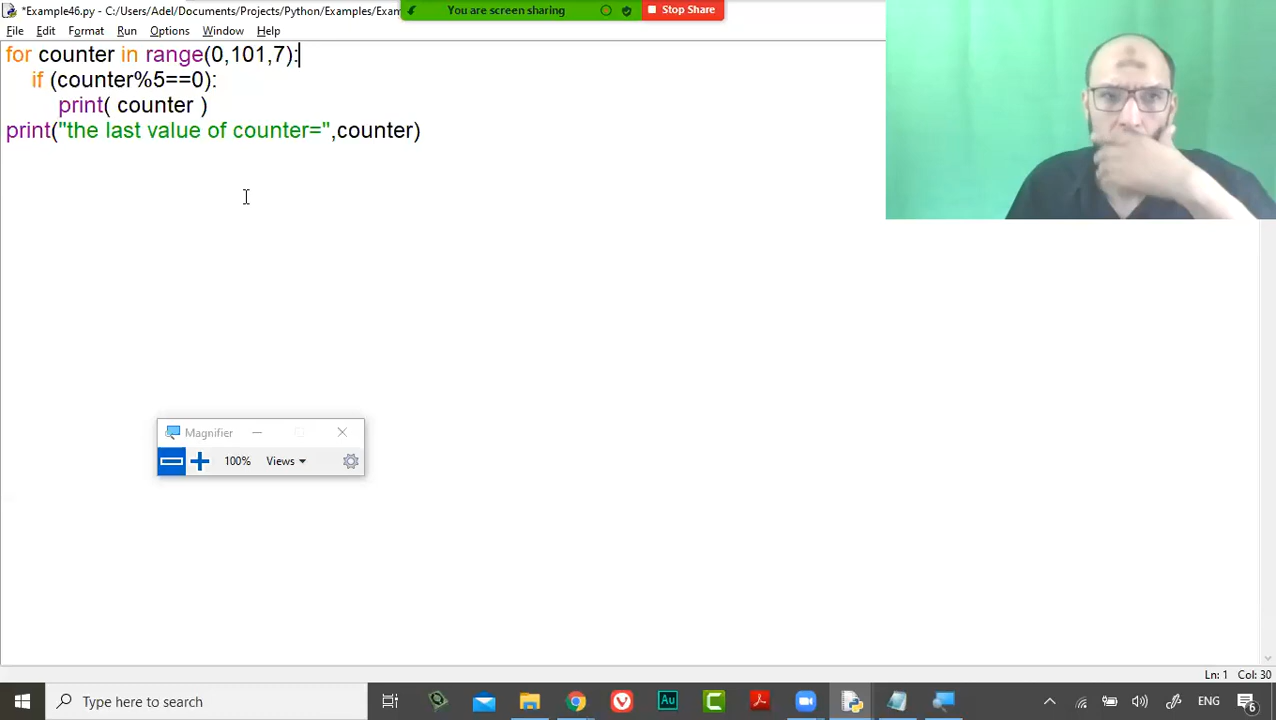 *Example46.py - C:/Users/Adel/Documents/Projects/Python/Examples/Exam
You are screen sharing
Stop Share
File Edit Format Run Options Window Help
for counter in range(0,101,7):
if (counter%5==0):
print( counter )
print("the last value of counter=",counter)
Magnifier
100% Views
Ln: 1 Col: 30
Type here to search
Au
ENG
6